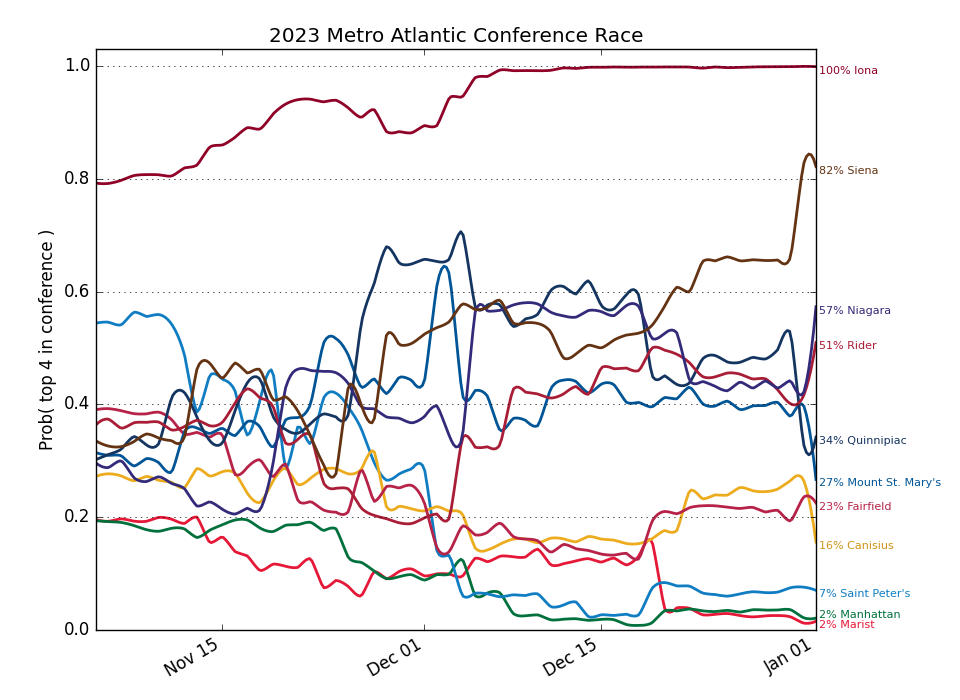 2023 Metro Atlantic Conference Race
Prob( top 4 in conference )
1.0
0.8
0.6
0.4
0.2
0.0
Nov 15
Dec 01
Dec 15
Jan 01
100% Iona
82% Siena
57% Niagara
51% Rider
34% Quinnipiac
27% Mount St. Mary's
23% Fairfield
16% Canisius
7% Saint Peter's
2% Manhattan
2% Marist